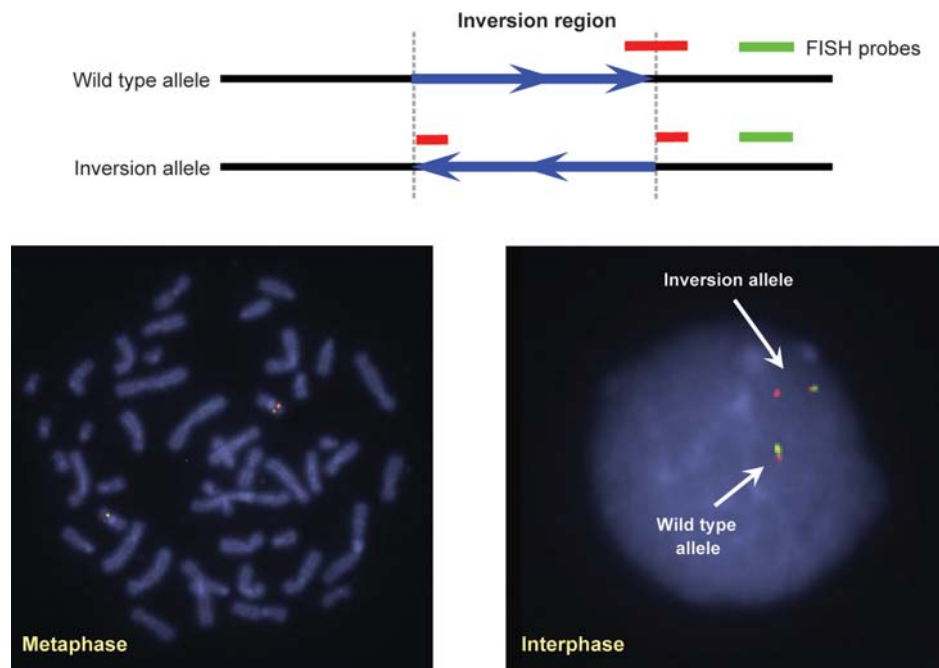 Inversion region
FISH probes
Wild type allele
Inversion allele
Inversion allele
Wild type
allele
Metaphase
Interphase